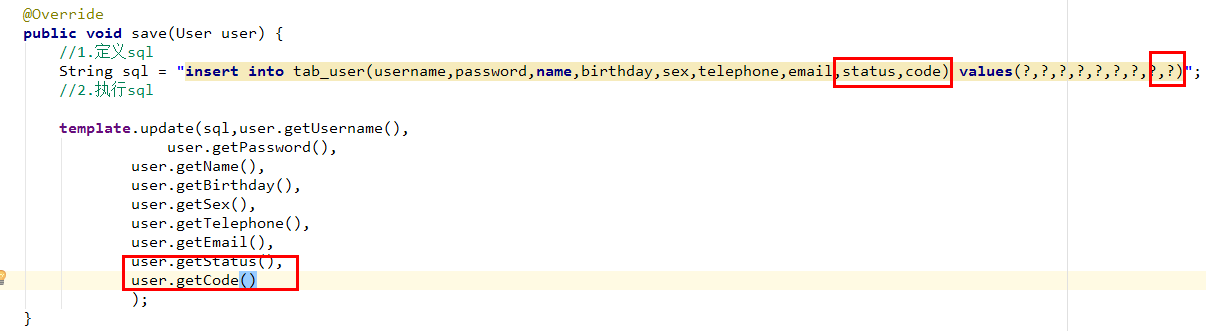 @Override
public void save(User user) {
//1.定义sql
String sql = "insert into tab_user(username,password,name,birthday,sex,telephone,email,status,code) values(?,?,?,?,?,?,?,?,?)";
//2.执行sql
template.update(sql,user.getUsername(),
user.getPassword(),
user.getName(),
user.getBirthday(),
user.getSex(),
user.getTelephone(),
user.getEmail(),
user.getStatus(),
user.getCode()
);
}